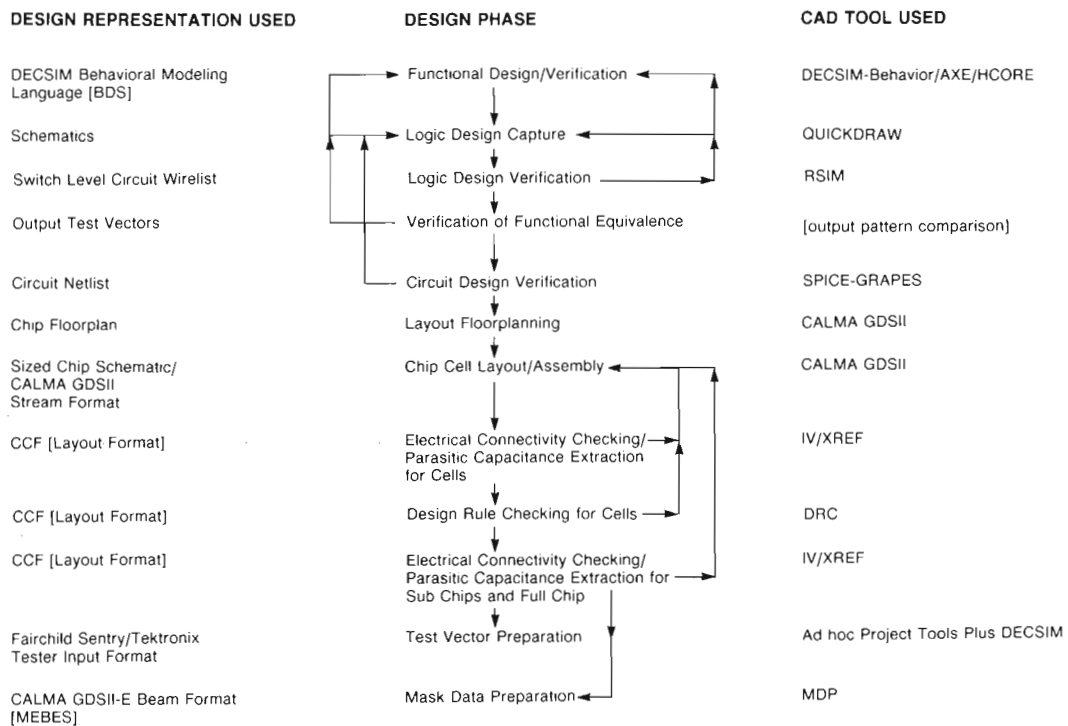 DESIGN REPRESENTATION USED
DESIGN PHASE
CAD TOOL USED
DECSIM Behavioral Modeling
Language [BDS]
Functional Design/Verification
DECSIM-Behavior/AXE/HCORE
Schematics
Logic Design Capture
QUICKDRAW
Switch Level Circuit Wirelist
Logic Design Verification
RSIM
Output Test Vectors
Verification of Functional Equivalence
[output pattern comparison]
Circuit Netlist
Circuit Design Verification
SPICE-GRAPES
Chip Floorplan
Layout Floorplanning
CALMA GDSII
Sized Chip Schematic/
CALMA GDSII
Stream Format
Chip Cell Layout/Assembly
CALMA GDSII
CCF [Layout Format]
Electrical Connectivity Checking/
Parasitic Capacitance Extraction
for Cells
IV/XREF
CCF [Layout Format]
Design Rule Checking for Cells
DRC
CCF [Layout Format]
Electrical Connectivity Checking/
Parasitic Capacitance Extraction for
Sub Chips and Full Chip
IV/XREF
Fairchild Sentry/Tektronix
Tester Input Format
Test Vector Preparation
Ad hoc Project Tools Plus DECSIM
CALMA GDSII-E Beam Format
[MEBES]
Mask Data Preparation
MDP